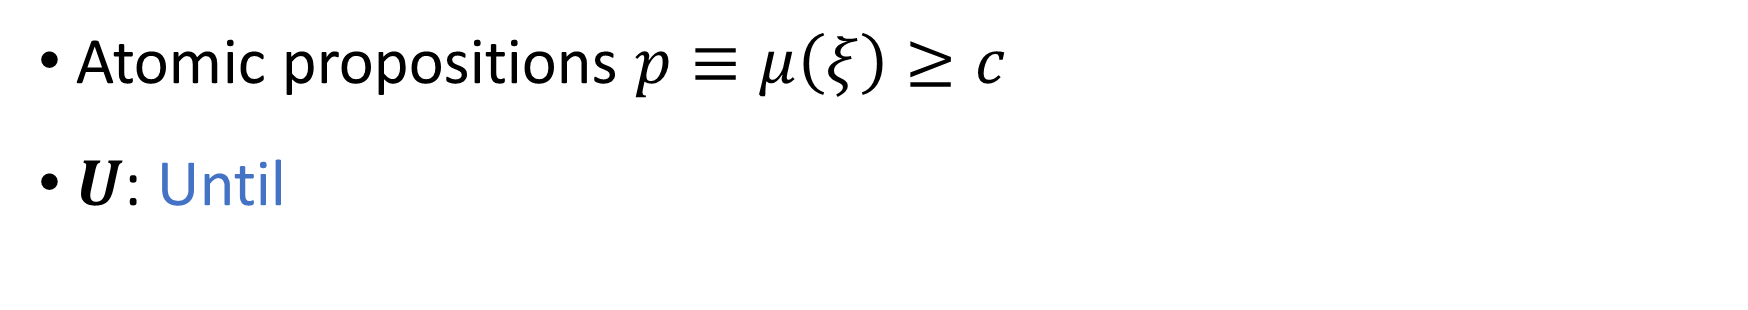 • Atomic propositions 𝑝 ≡ 𝜇(𝜉) ≥ 𝑐
• 𝑼: Until